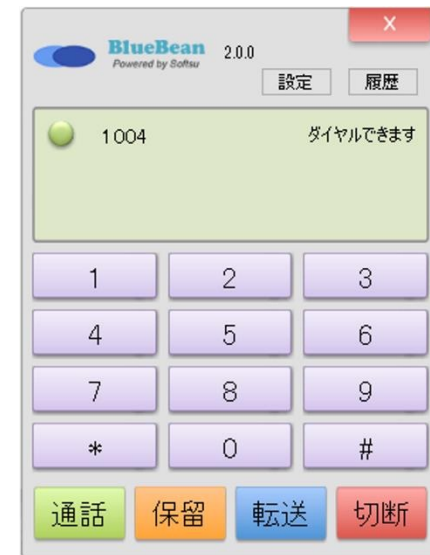 X
BlueBean 2.0.0
Powered by Softsu
設定 履歴
1004 ダイヤルできます
1 2 3
4 5 6
7 8 9
* 0 #
通話 保留 転送 切断